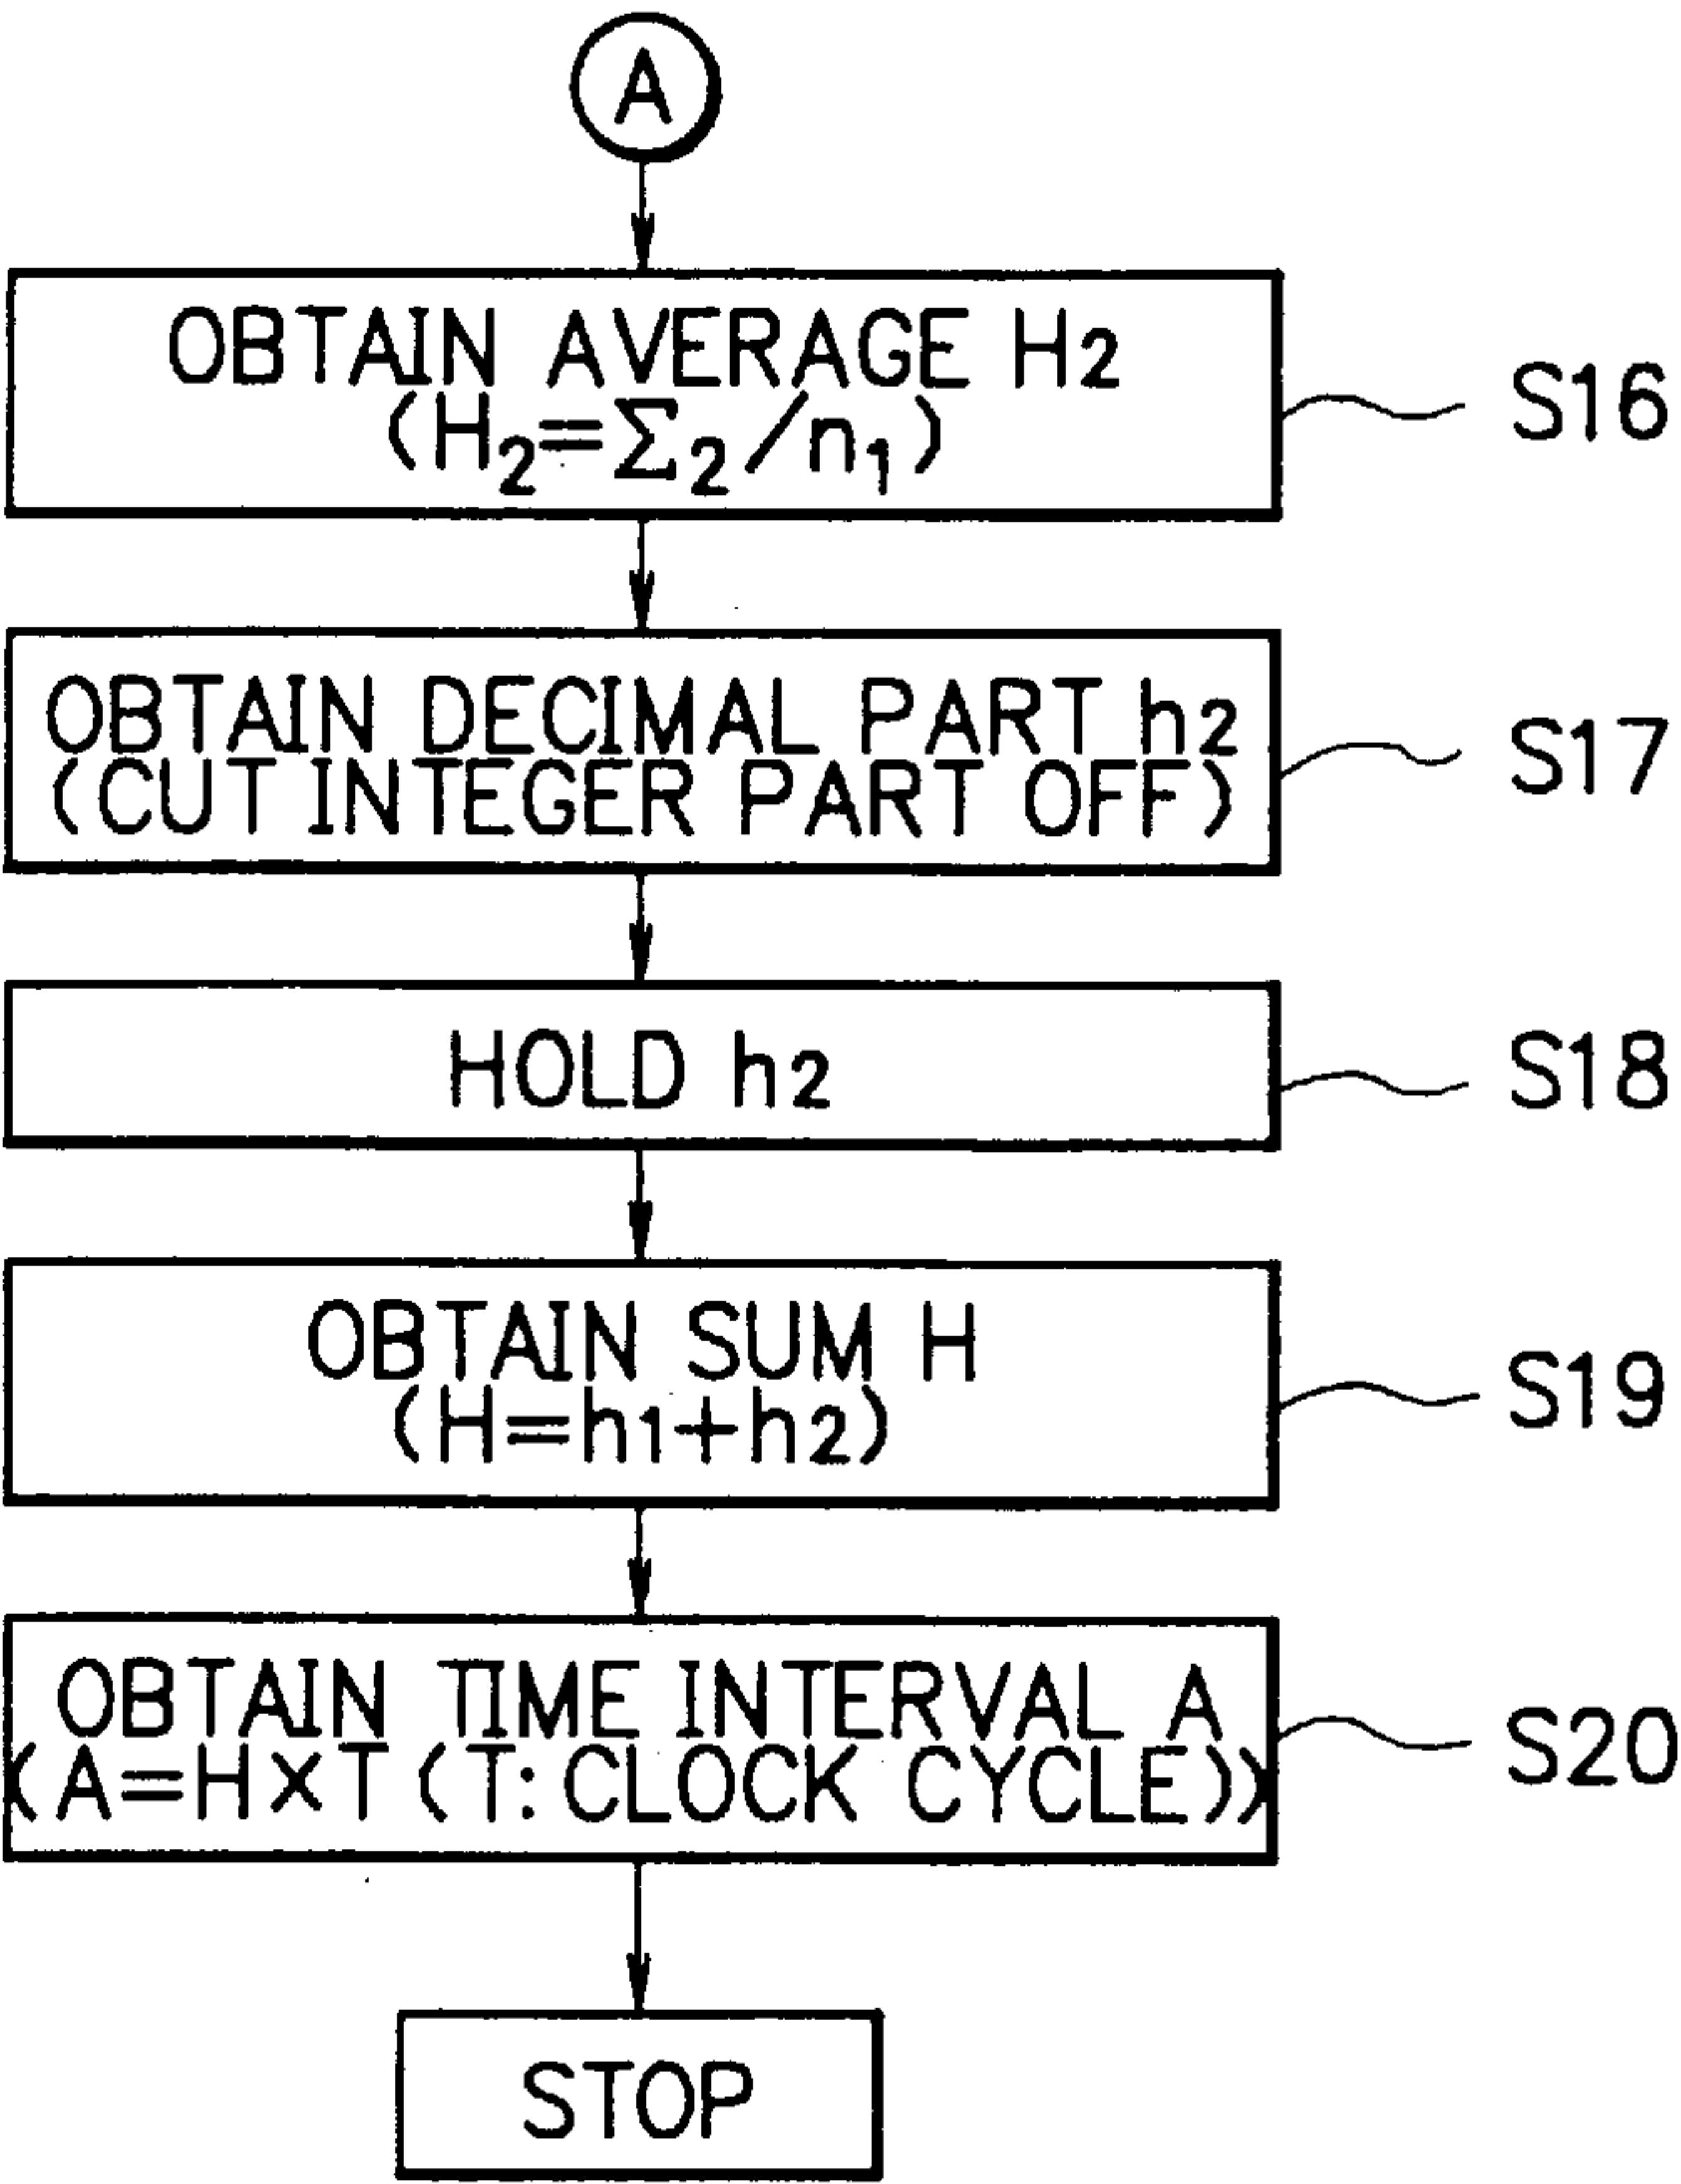 A
OBTAIN AVERAGE H₂
(H₂=Σ₂/n₁)
S16
OBTAIN DECIMAL PART h₂
(CUT INTEGER PART OFF)
S17
HOLD h₂
S18
OBTAIN SUM H
(H=h₁+h₂)
S19
OBTAIN TIME INTERVAL A
(A=H×T(T:CLOCK CYCLE))
S20
STOP